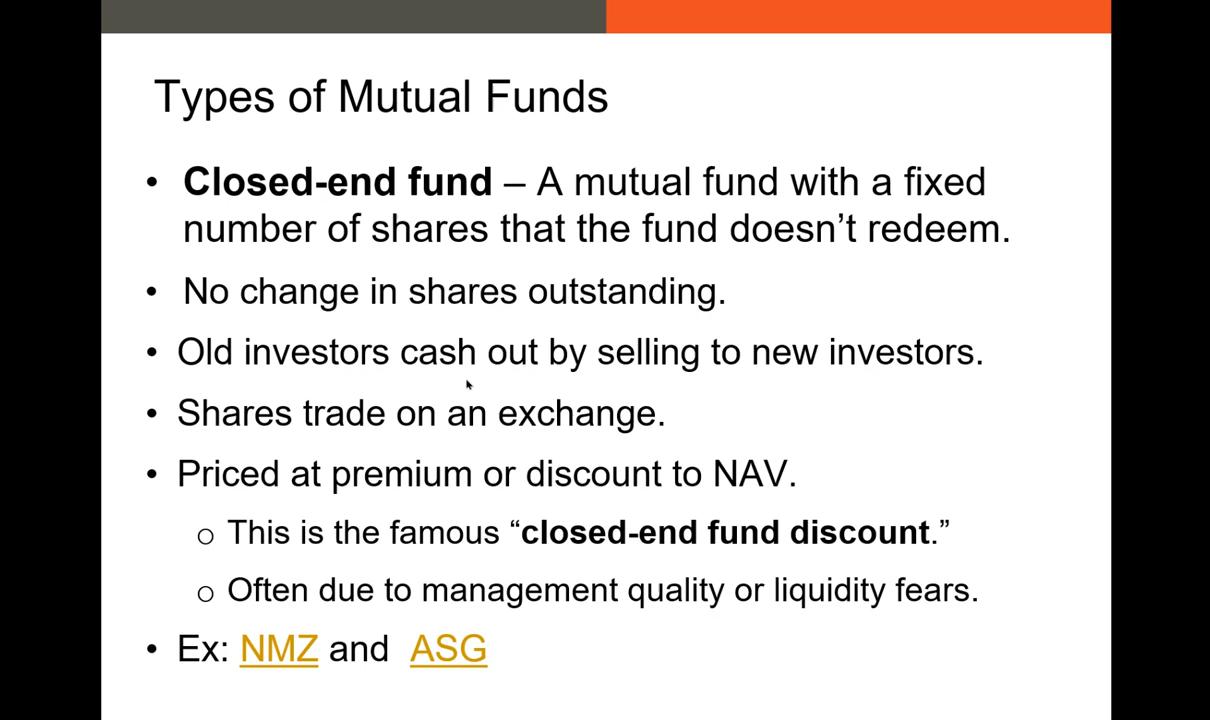 Types of Mutual Funds
• Closed-end fund – A mutual fund with a fixed
number of shares that the fund doesn’t redeem.
• No change in shares outstanding.
• Old investors cash out by selling to new investors.
• Shares trade on an exchange.
• Priced at premium or discount to NAV.
o This is the famous “closed-end fund discount.”
o Often due to management quality or liquidity fears.
• Ex: NMZ and ASG